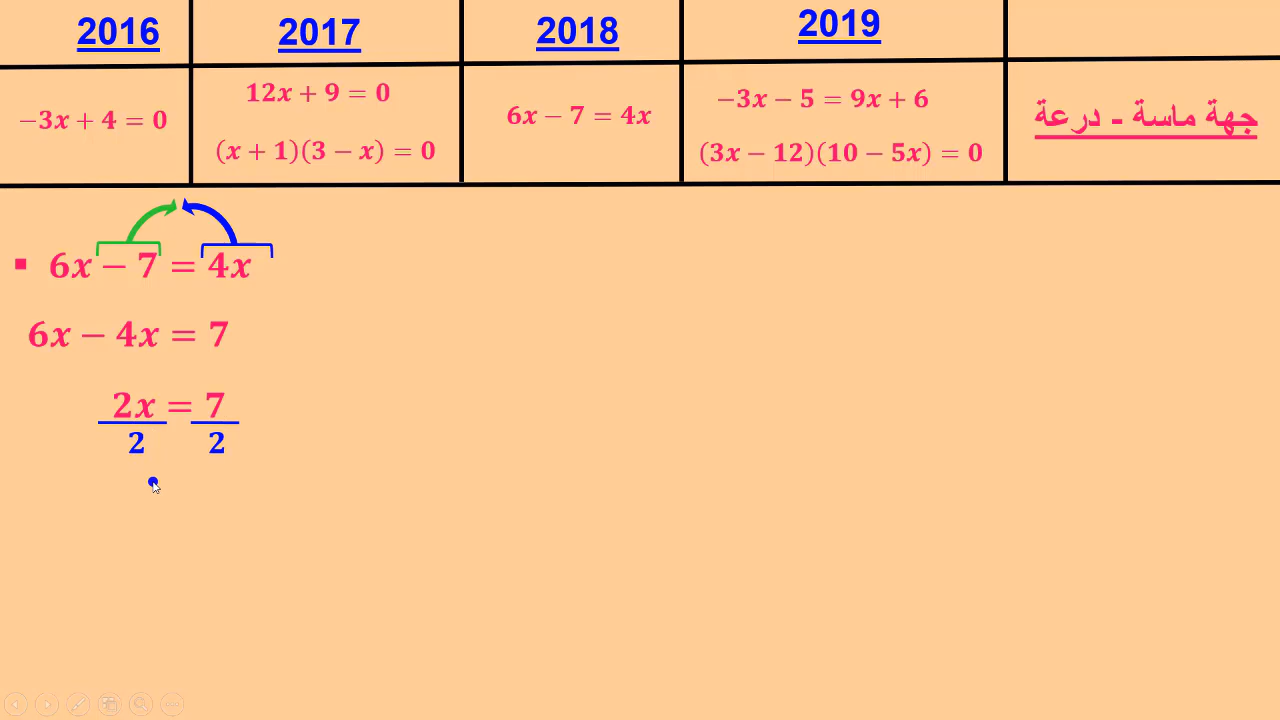 2016 2017 2018 2019
−3x + 4 = 0
12x + 9 = 0
(x + 1)(3 − x) = 0
6x − 7 = 4x
−3x − 5 = 9x + 6
(3x − 12)(10 − 5x) = 0
جهة ماسة - درعة
▪ 6x − 7 = 4x
6x − 4x = 7
2x = 7
2 2